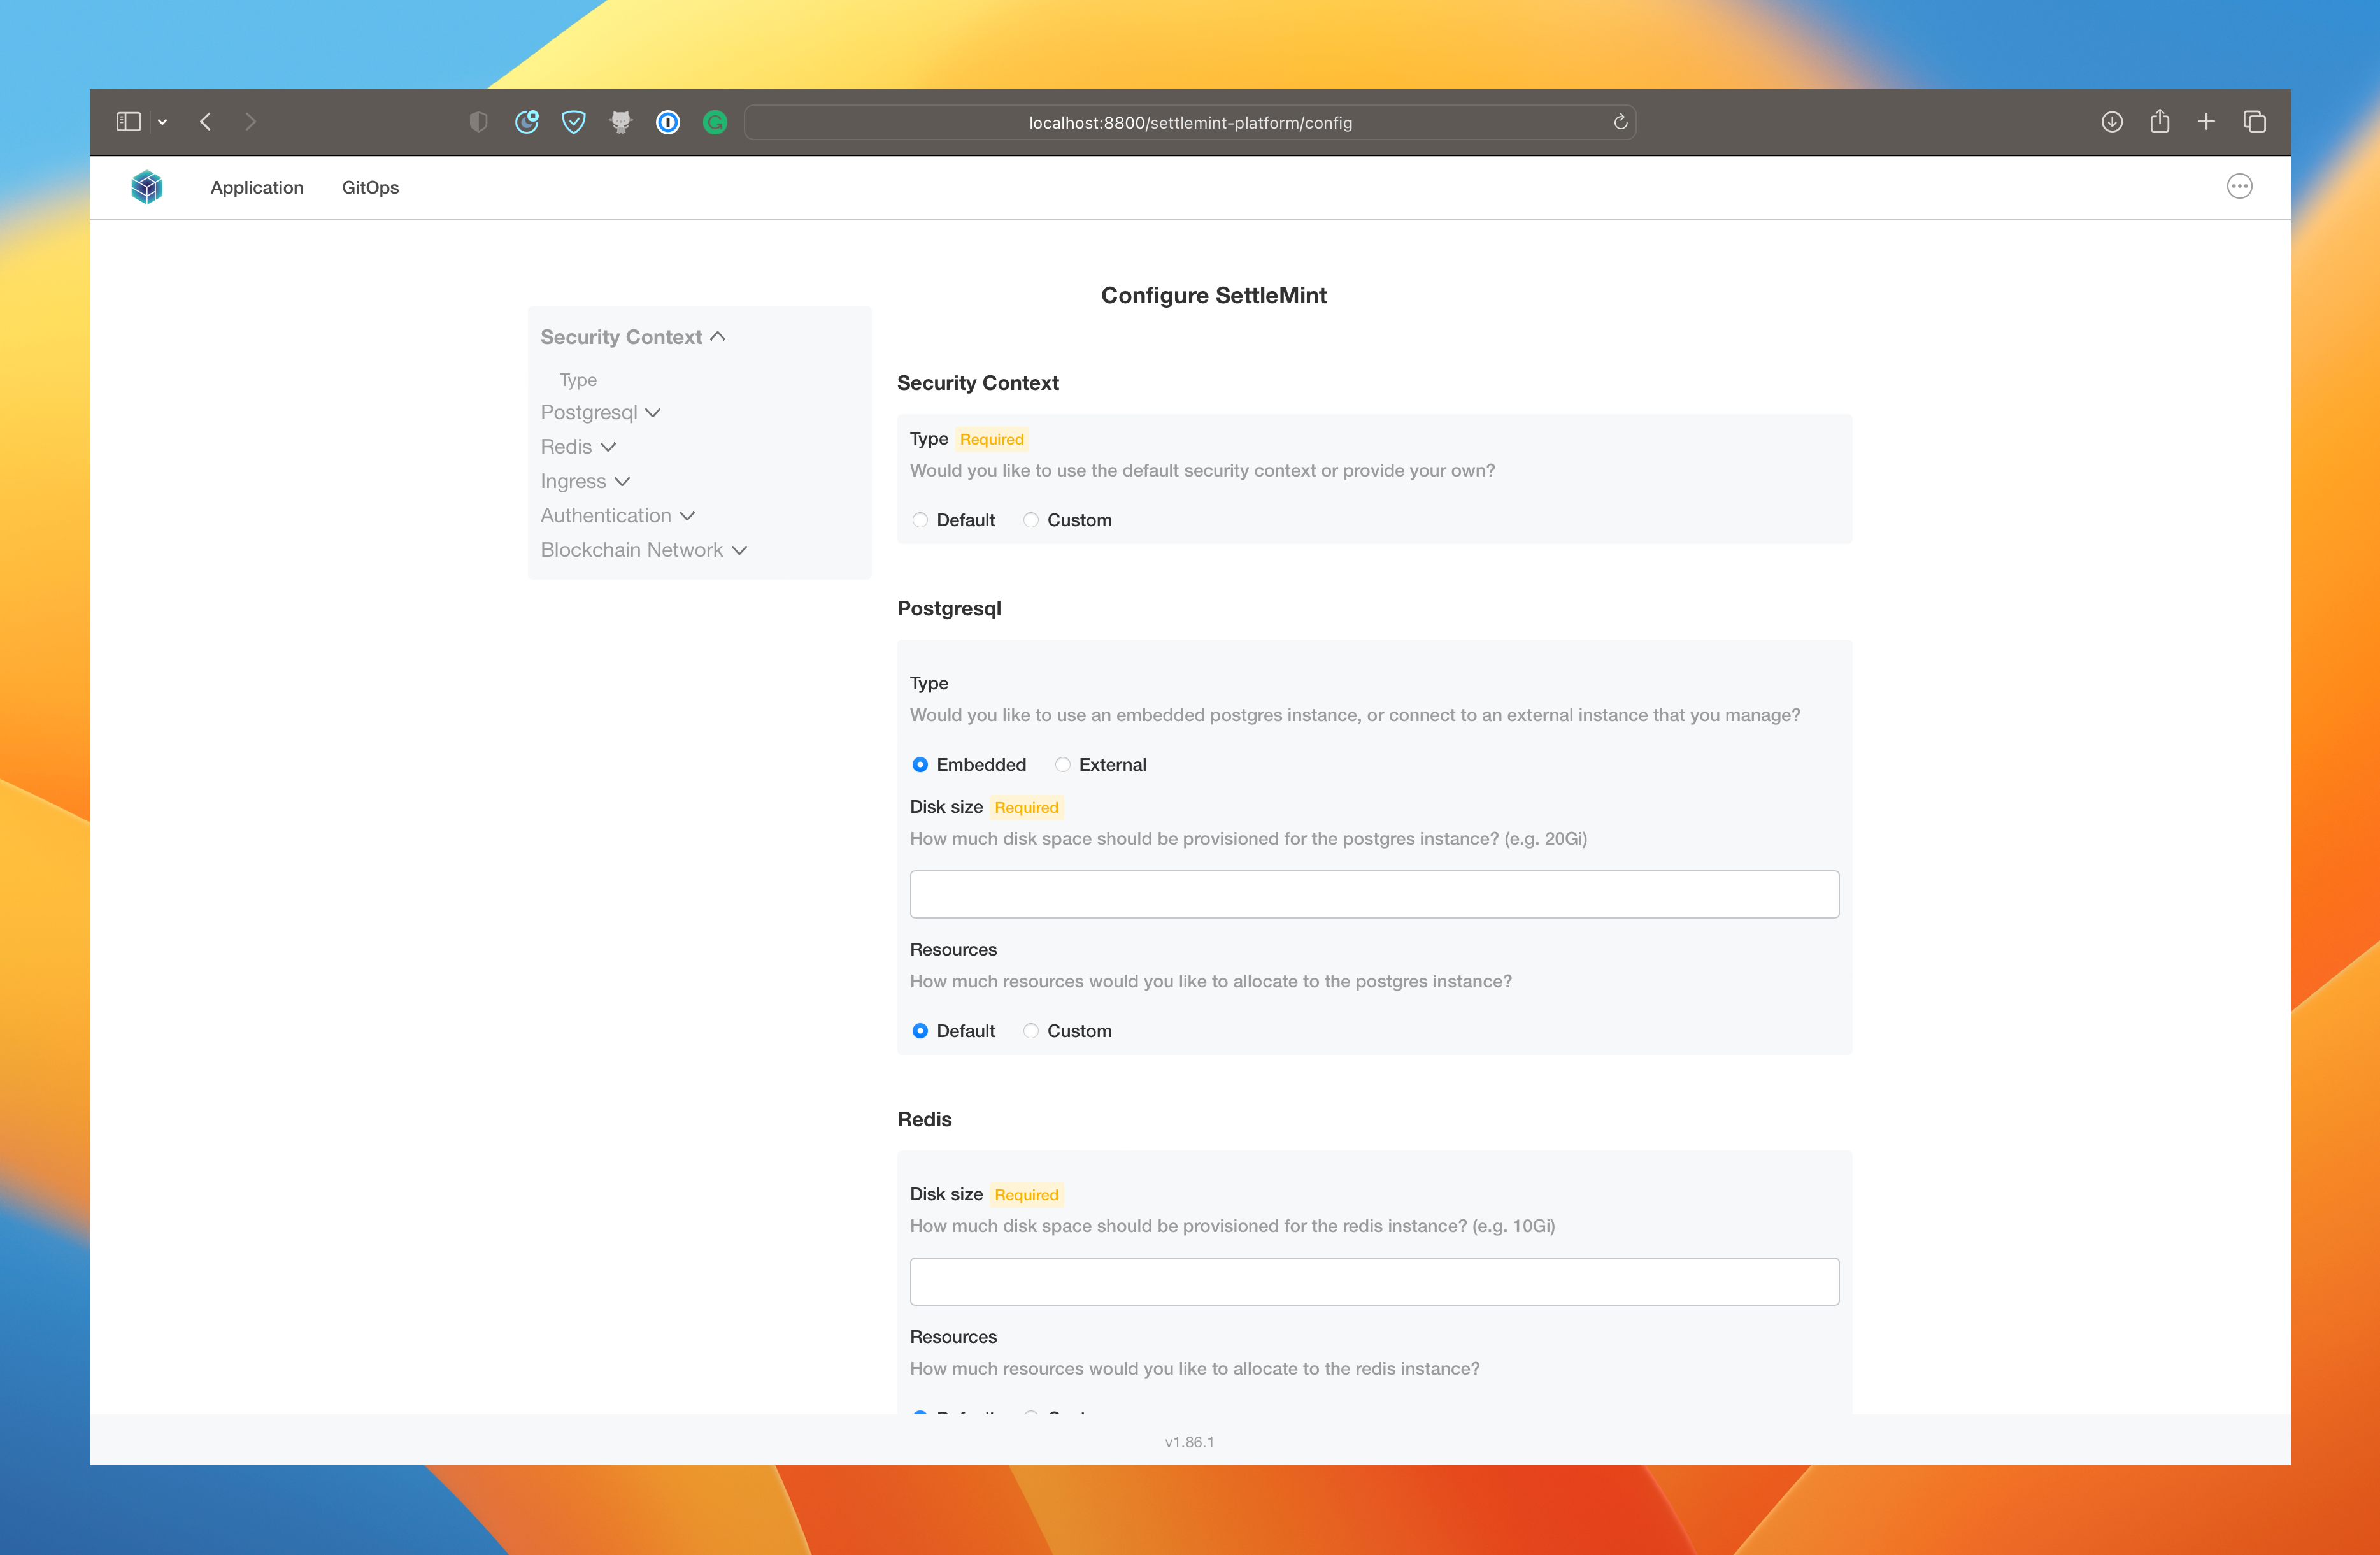 localhost:8800/settlemint-platform/config
Application GitOps
Configure SettleMint
Security Context
Type
Postgresql
Redis
Ingress
Authentication
Blockchain Network
Security Context
Type Required
Would you like to use the default security context or provide your own?
Default Custom
Postgresql
Type
Would you like to use an embedded postgres instance, or connect to an external instance that you manage?
Embedded External
Disk size Required
How much disk space should be provisioned for the postgres instance? (e.g. 20Gi)
Resources
How much resources would you like to allocate to the postgres instance?
Default Custom
Redis
Disk size Required
How much disk space should be provisioned for the redis instance? (e.g. 10Gi)
Resources
How much resources would you like to allocate to the redis instance?
v1.86.1